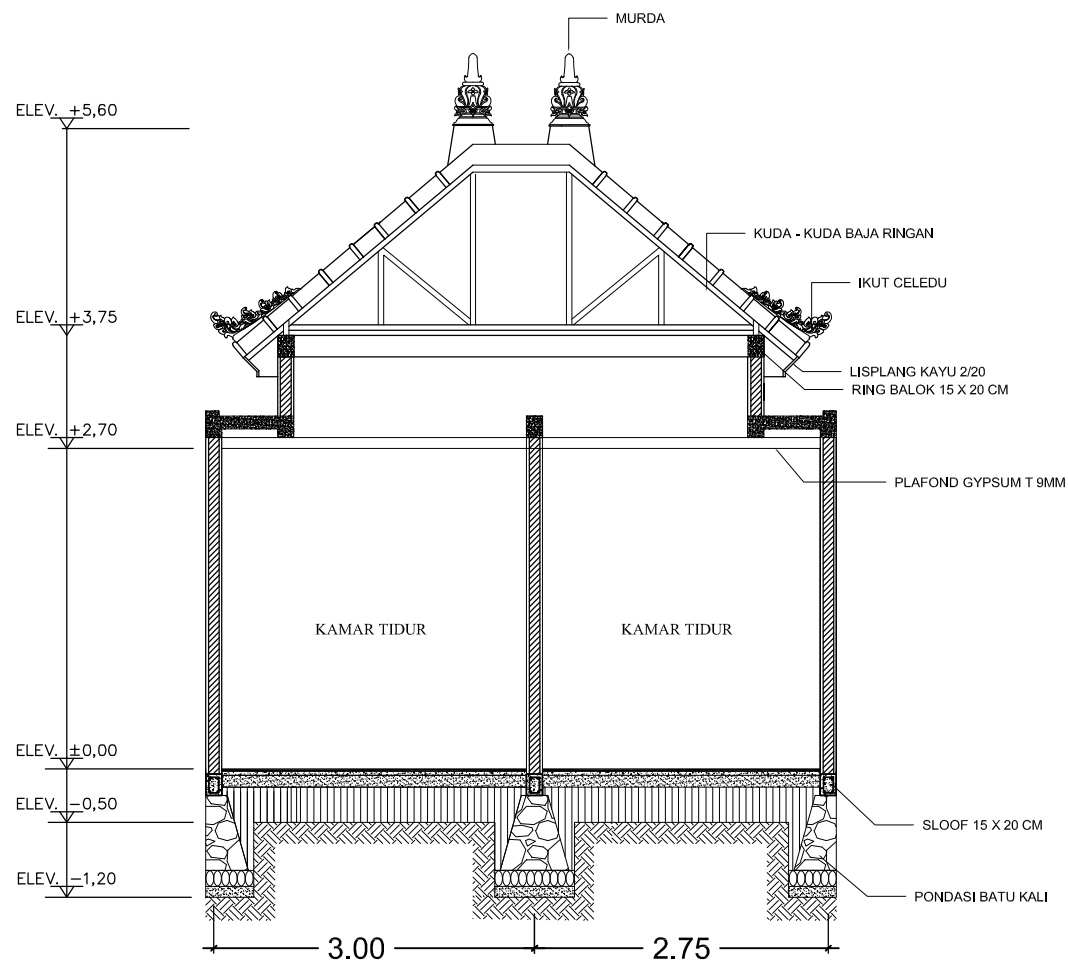 MURDA
ELEV. +5,60
KUDA - KUDA BAJA RINGAN
IKUT CELEDU
ELEV. +3,75
LISPLANG KAYU 2/20
RING BALOK 15 X 20 CM
ELEV. +2,70
PLAFOND GYPSUM T 9MM
KAMAR TIDUR
KAMAR TIDUR
ELEV. ±0,00
ELEV. -0,50
SLOOF 15 X 20 CM
ELEV. -1,20
PONDASI BATU KALI
3.00
2.75